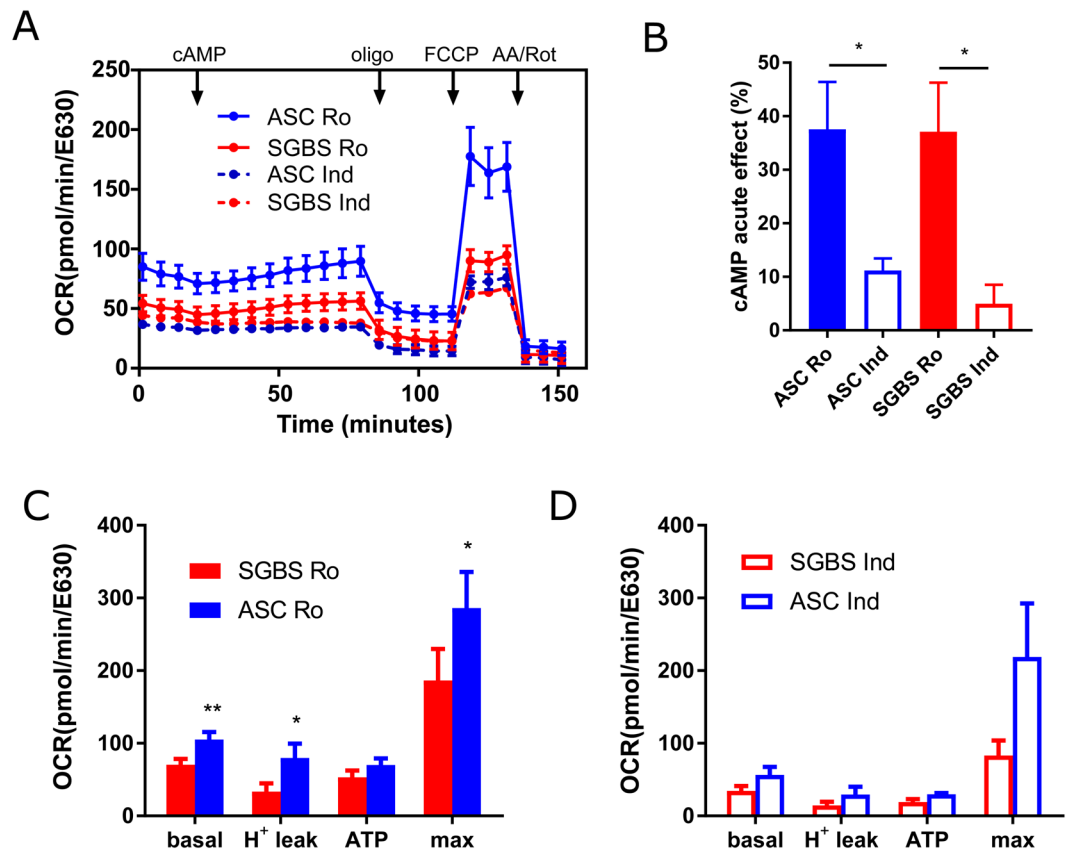 A
cAMP
oligo
FCCP
AA/Rot
250
200
150
100
50
0
OCR(pmol/min/E630)
ASC Ro
SGBS Ro
ASC Ind
SGBS Ind
0
50
100
150
Time (minutes)
B
*
*
50
40
30
20
10
0
cAMP acute effect (%)
ASC Ro
ASC Ind
SGBS Ro
SGBS Ind
C
400
300
200
100
0
OCR(pmol/min/E630)
SGBS Ro
ASC Ro
**
*
*
basal
H+ leak
ATP
max
D
400
300
200
100
0
OCR(pmol/min/E630)
SGBS Ind
ASC Ind
basal
H+ leak
ATP
max